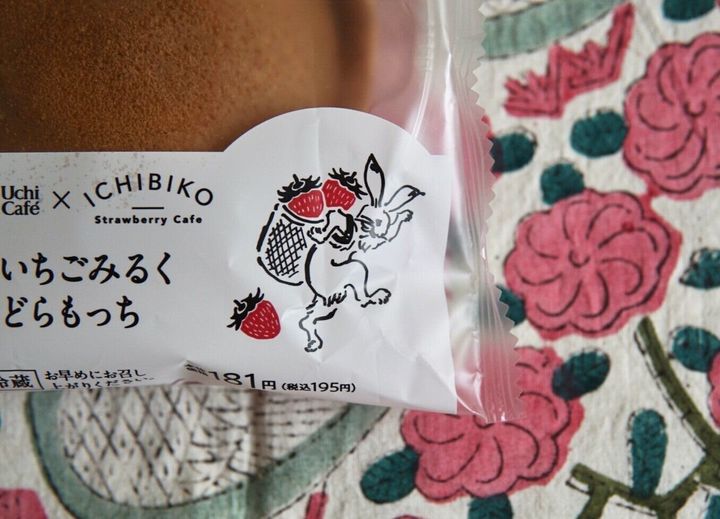 Uchi Café × ICHIBIKO
Strawberry Cafe
いちごみるく
どらもっち
冷蔵 お早めにお召し
上がりください。
181円(税込195円)